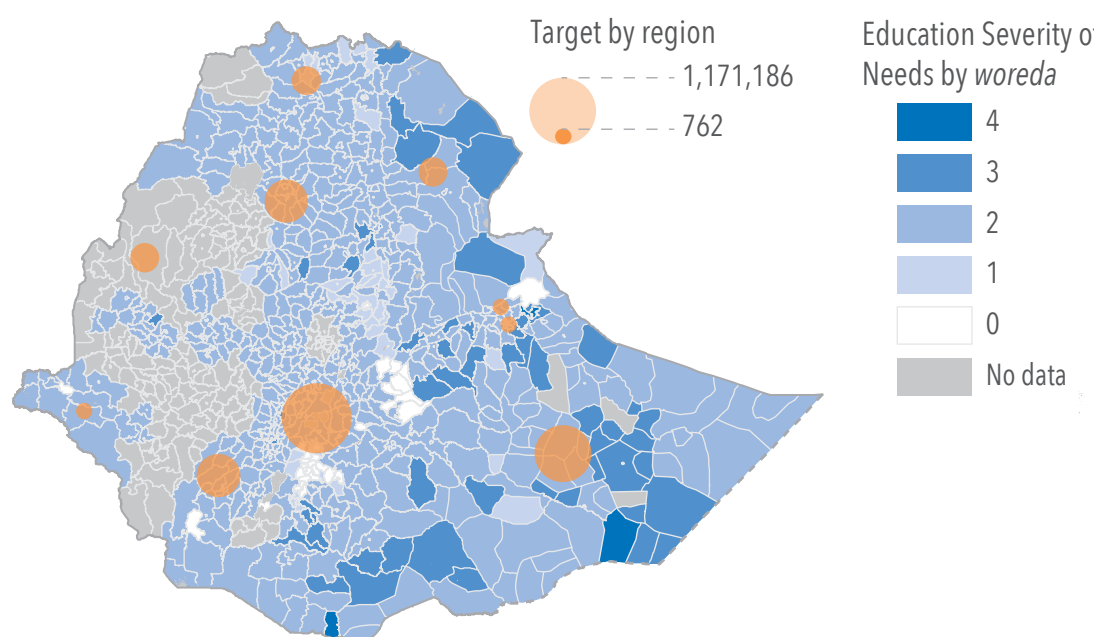 Target by region
1,171,186
762
Education Severity of
Needs by woreda
4
3
2
1
0
No data